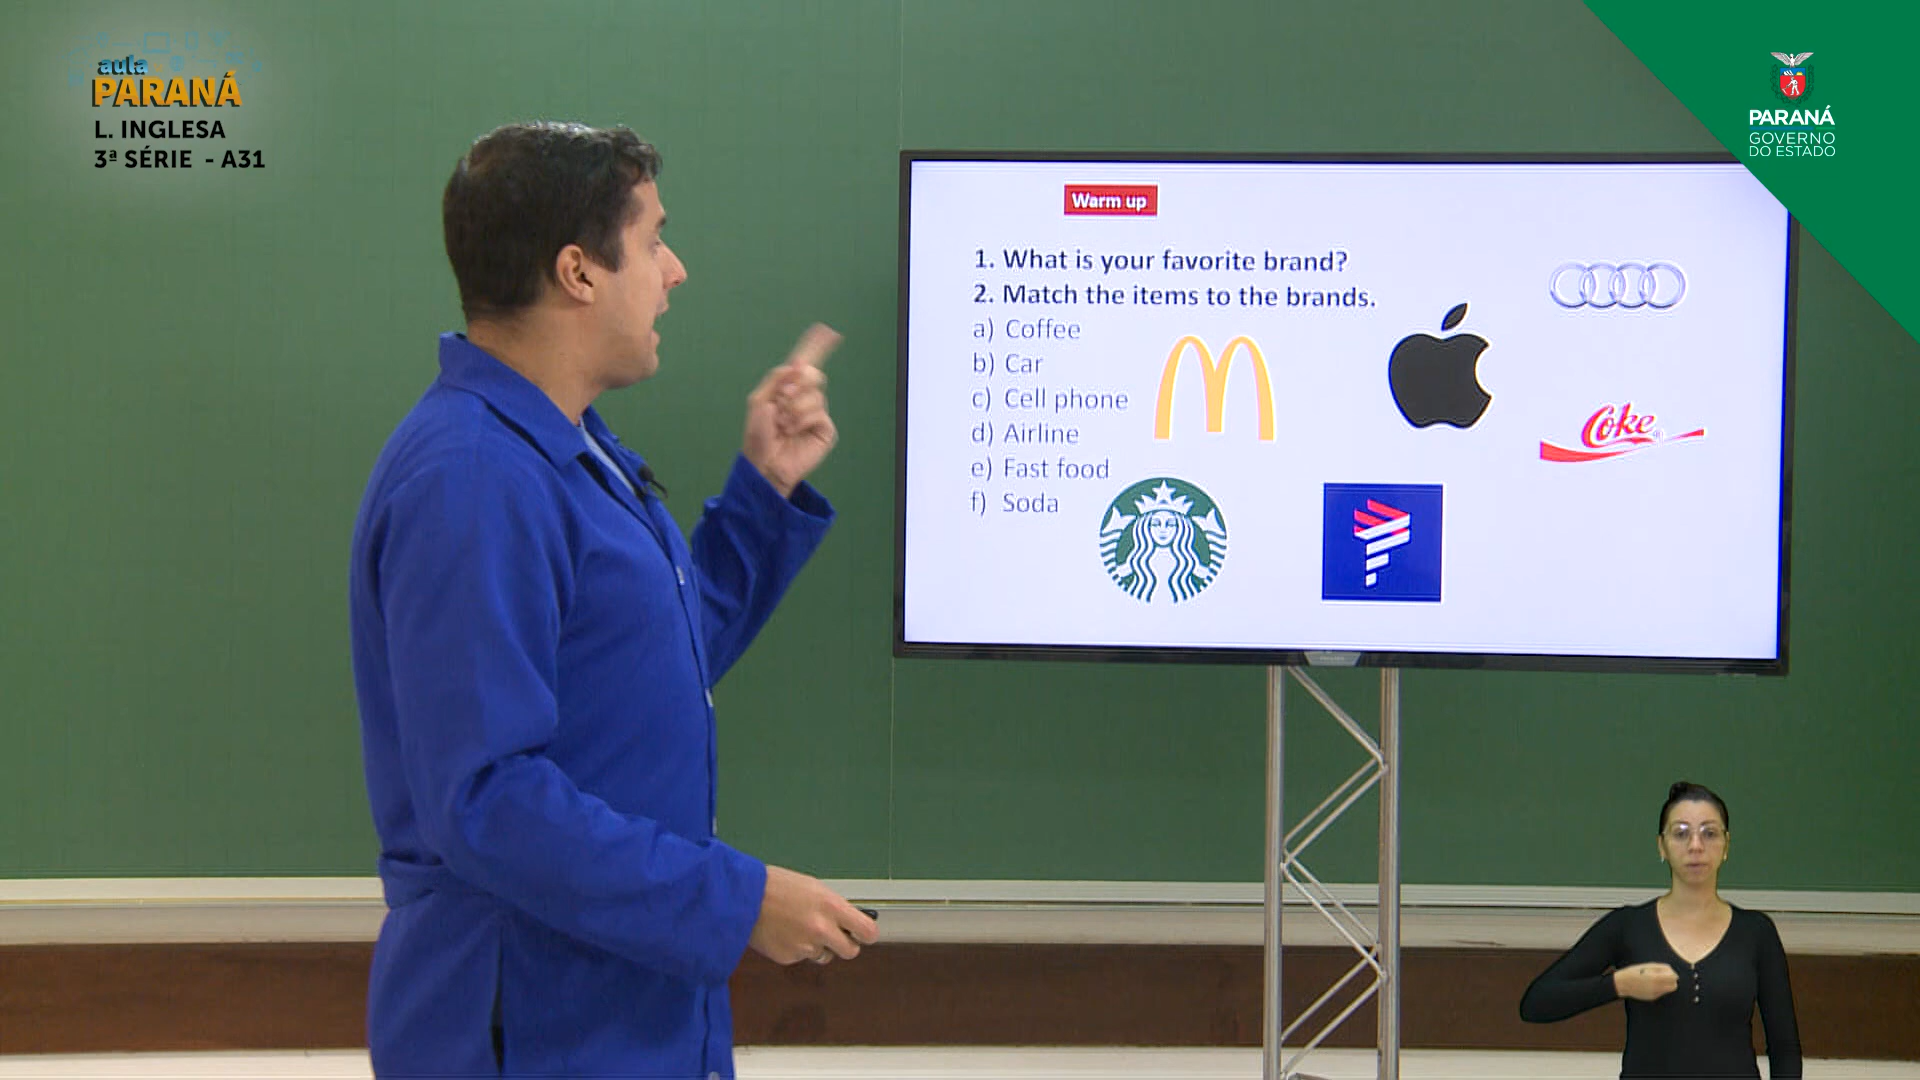 aula
PARANÁ
L. INGLESA
3ª SÉRIE - A31
PARANÁ
GOVERNO
DO ESTADO
Warm up
1. What is your favorite brand?
2. Match the items to the brands.
a) Coffee
b) Car
c) Cell phone
d) Airline
e) Fast food
f) Soda
Coke